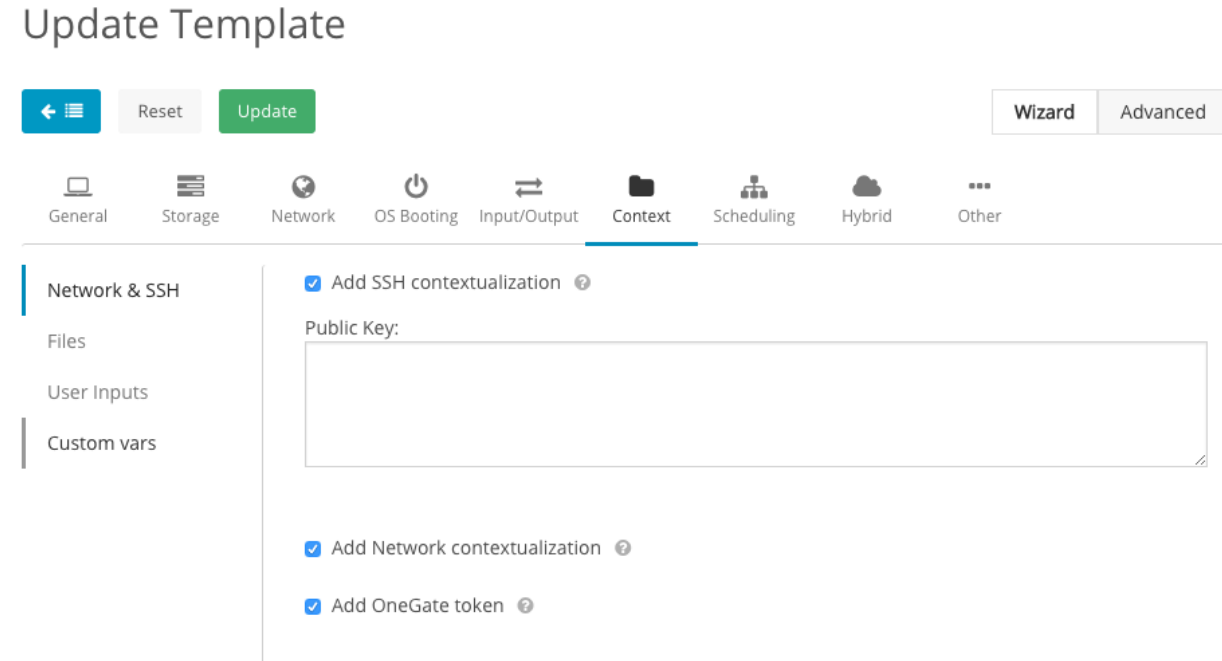 Update Template
Reset Update Wizard Advanced
General Storage Network OS Booting Input/Output Context Scheduling Hybrid Other
Network & SSH
Files
User Inputs
Custom vars
Add SSH contextualization
Public Key:
Add Network contextualization
Add OneGate token